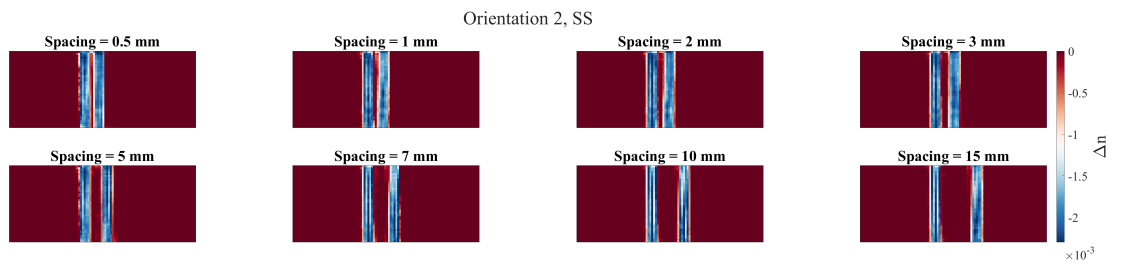 Orientation 2, SS
Spacing = 0.5 mm
Spacing = 1 mm
Spacing = 2 mm
Spacing = 3 mm
0
-0.5
-1
-1.5
-2
×10⁻³
Δn
Spacing = 5 mm
Spacing = 7 mm
Spacing = 10 mm
Spacing = 15 mm